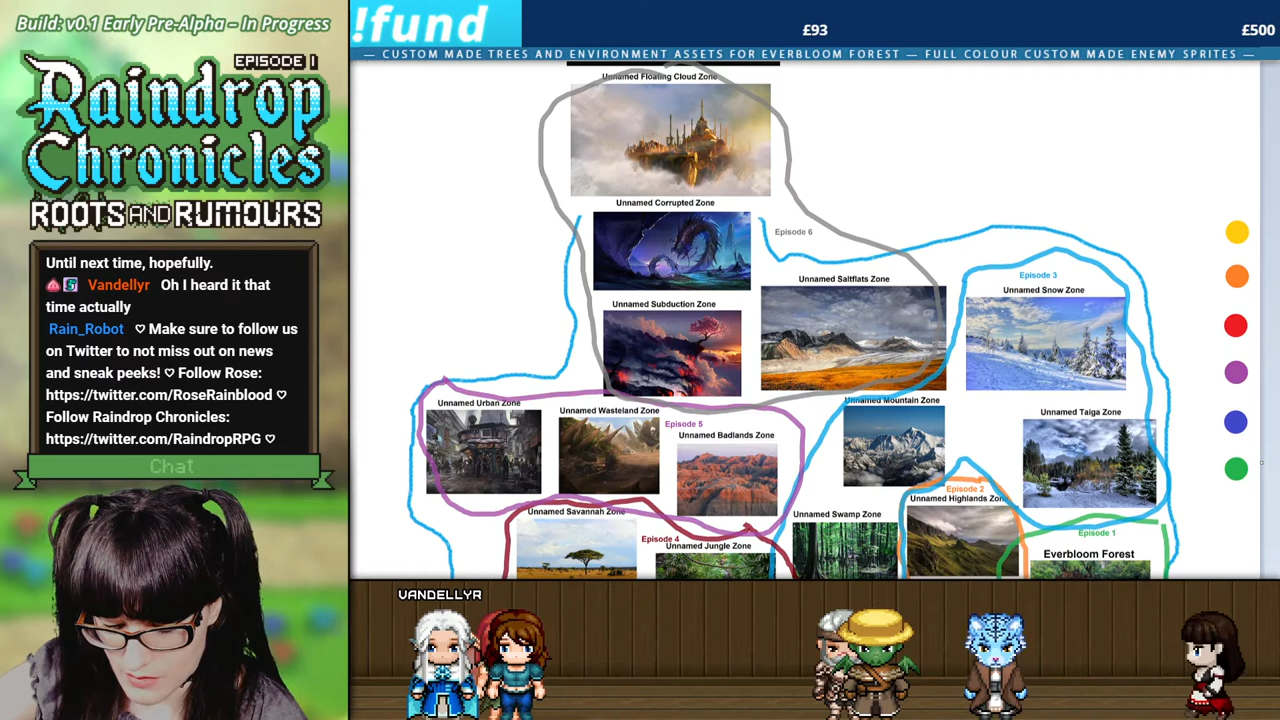 Build: v0.1 Early Pre-Alpha – In Progress
EPISODE 1
Raindrop
Chronicles
ROOTS AND RUMOURS
Until next time, hopefully.
Vandellyr Oh I heard it that
time actually
Rain_Robot ♡ Make sure to follow us
on Twitter to not miss out on news
and sneak peeks! ♡ Follow Rose:
https://twitter.com/RoseRainblood ♡
Follow Raindrop Chronicles:
https://twitter.com/RaindropRPG ♡
Chat
!fund
£93
£500
— CUSTOM MADE TREES AND ENVIRONMENT ASSETS FOR EVERBLOOM FOREST — FULL COLOUR CUSTOM MADE ENEMY SPRITES —
Unnamed Floating Cloud Zone
Unnamed Corrupted Zone
Episode 6
Episode 3
Unnamed Saltflats Zone
Unnamed Snow Zone
Unnamed Subduction Zone
Unnamed Mountain Zone
Unnamed Urban Zone
Unnamed Wasteland Zone
Unnamed Taiga Zone
Episode 5
Unnamed Badlands Zone
Episode 2
Unnamed Highlands Zone
Unnamed Savannah Zone
Unnamed Swamp Zone
Episode 4
Unnamed Jungle Zone
Episode 1
Everbloom Forest
VANDELLYR